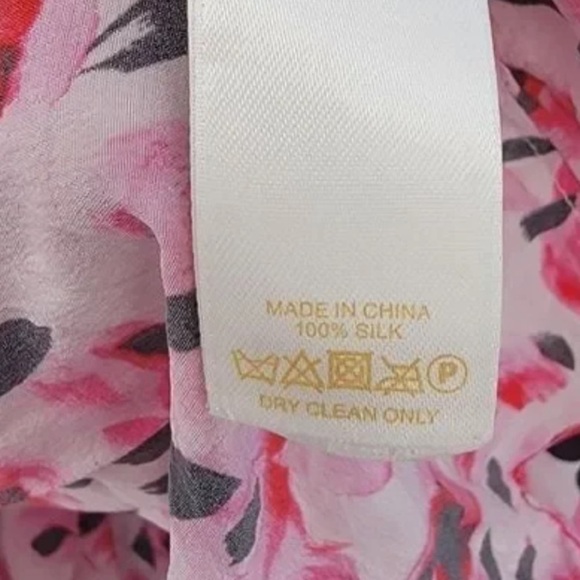 MADE IN CHINA
100% SILK
P
DRY CLEAN ONLY